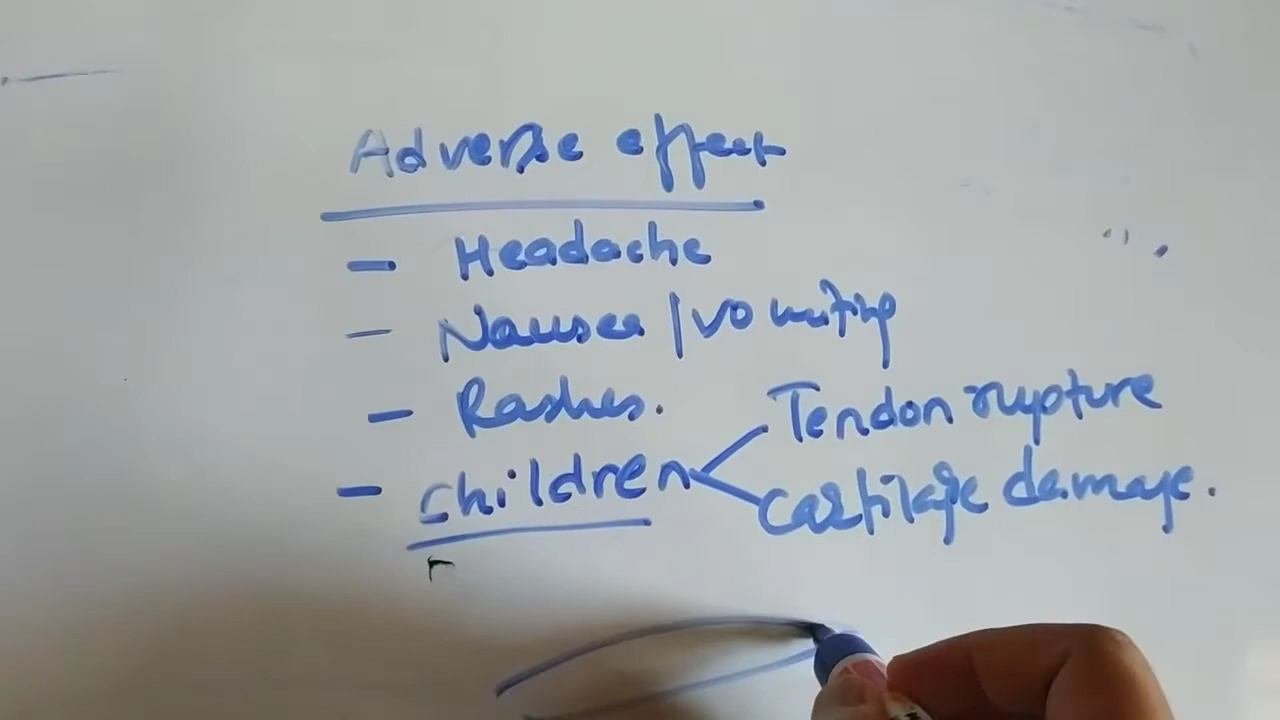 Adverse effect
- Headache
- Nausea / vomiting
- Rashes.
- Children < Tendon rupture
cartilage damage.